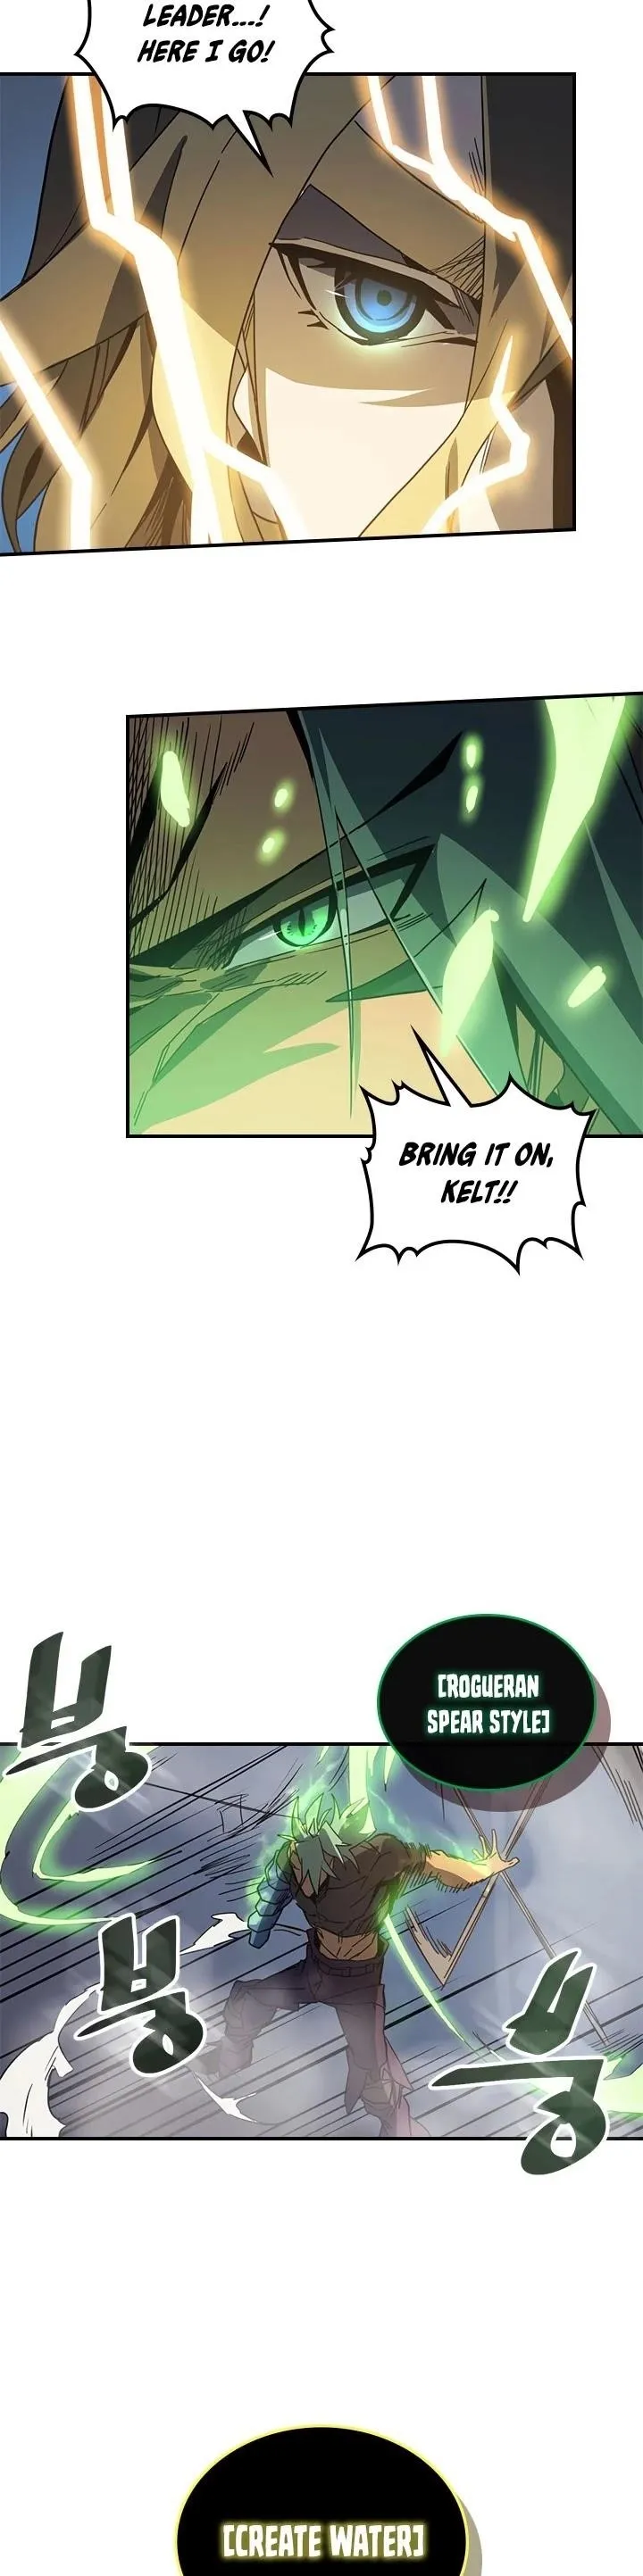 LEADER...!
HERE I GO!
BRING IT ON,
KELT!!
붕
[ROGUERAN
SPEAR STYLE]
붕
붕
[CREATE WATER]